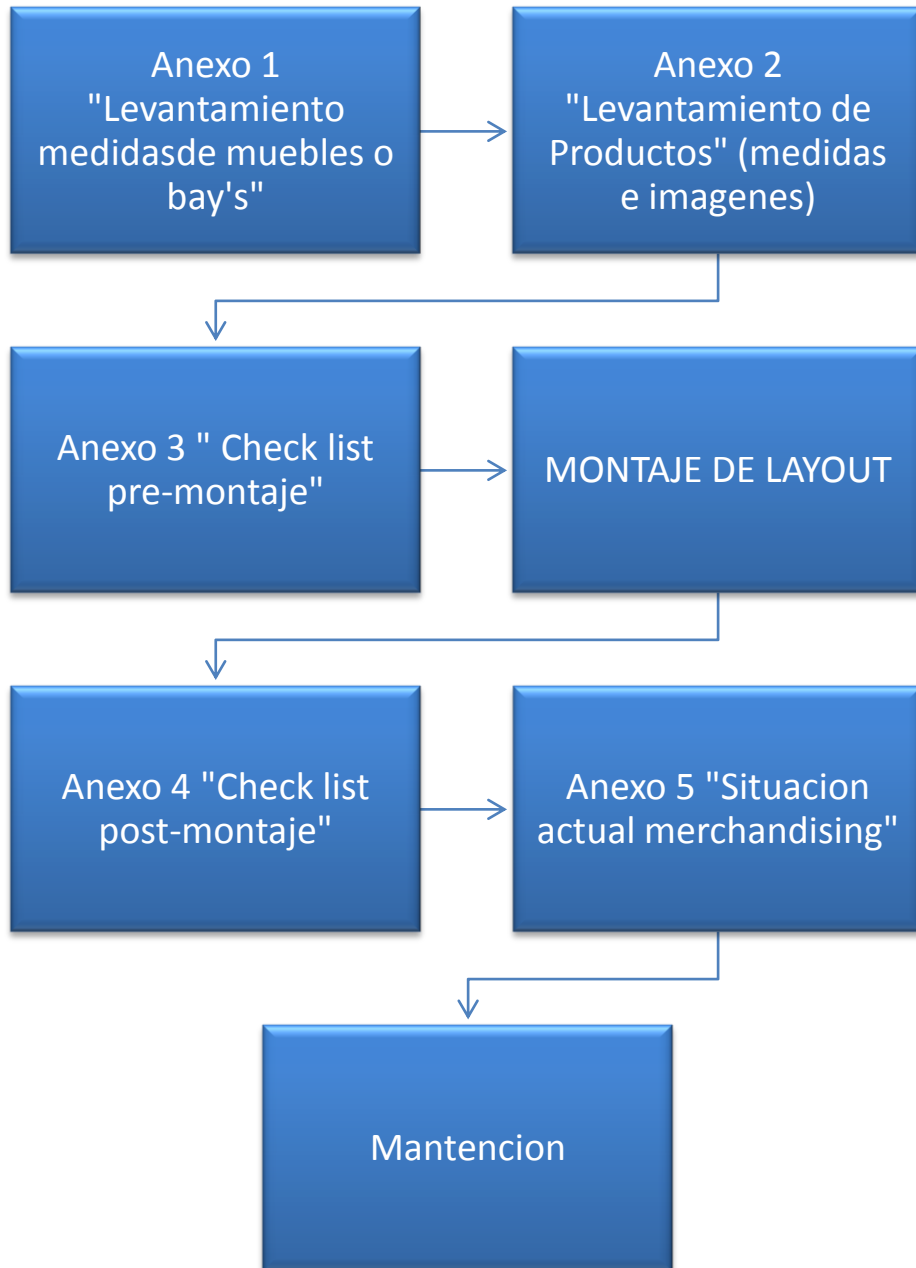 Anexo 1
"Levantamiento
medidasde muebles o
bay's"
Anexo 2
"Levantamiento de
Productos" (medidas
e imagenes)
Anexo 3 " Check list
pre-montaje"
MONTAJE DE LAYOUT
Anexo 4 "Check list
post-montaje"
Anexo 5 "Situacion
actual merchandising"
Mantencion